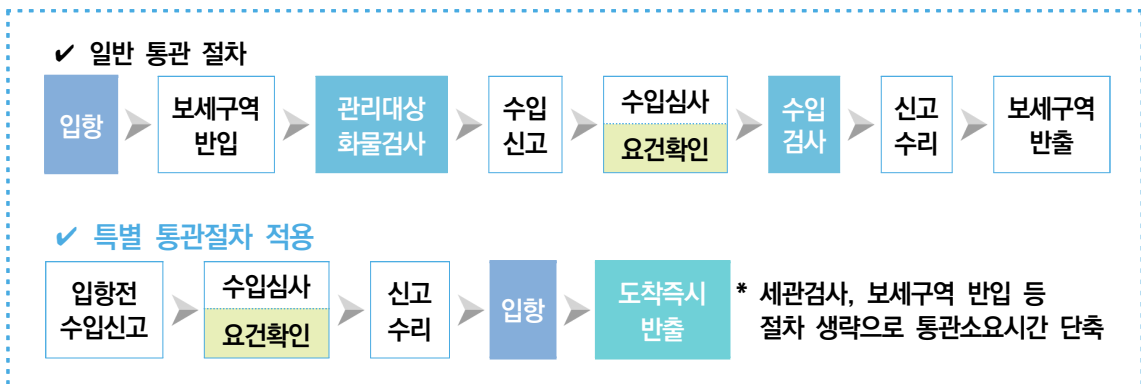 ✔ 일반 통관 절차
입항
보세구역
반입
관리대상
화물검사
수입
신고
수입심사
요건확인
수입
검사
신고
수리
보세구역
반출
✔ 특별 통관절차 적용
입항전
수입신고
수입심사
요건확인
신고
수리
입항
도착즉시
반출
* 세관검사, 보세구역 반입 등
절차 생략으로 통관소요시간 단축